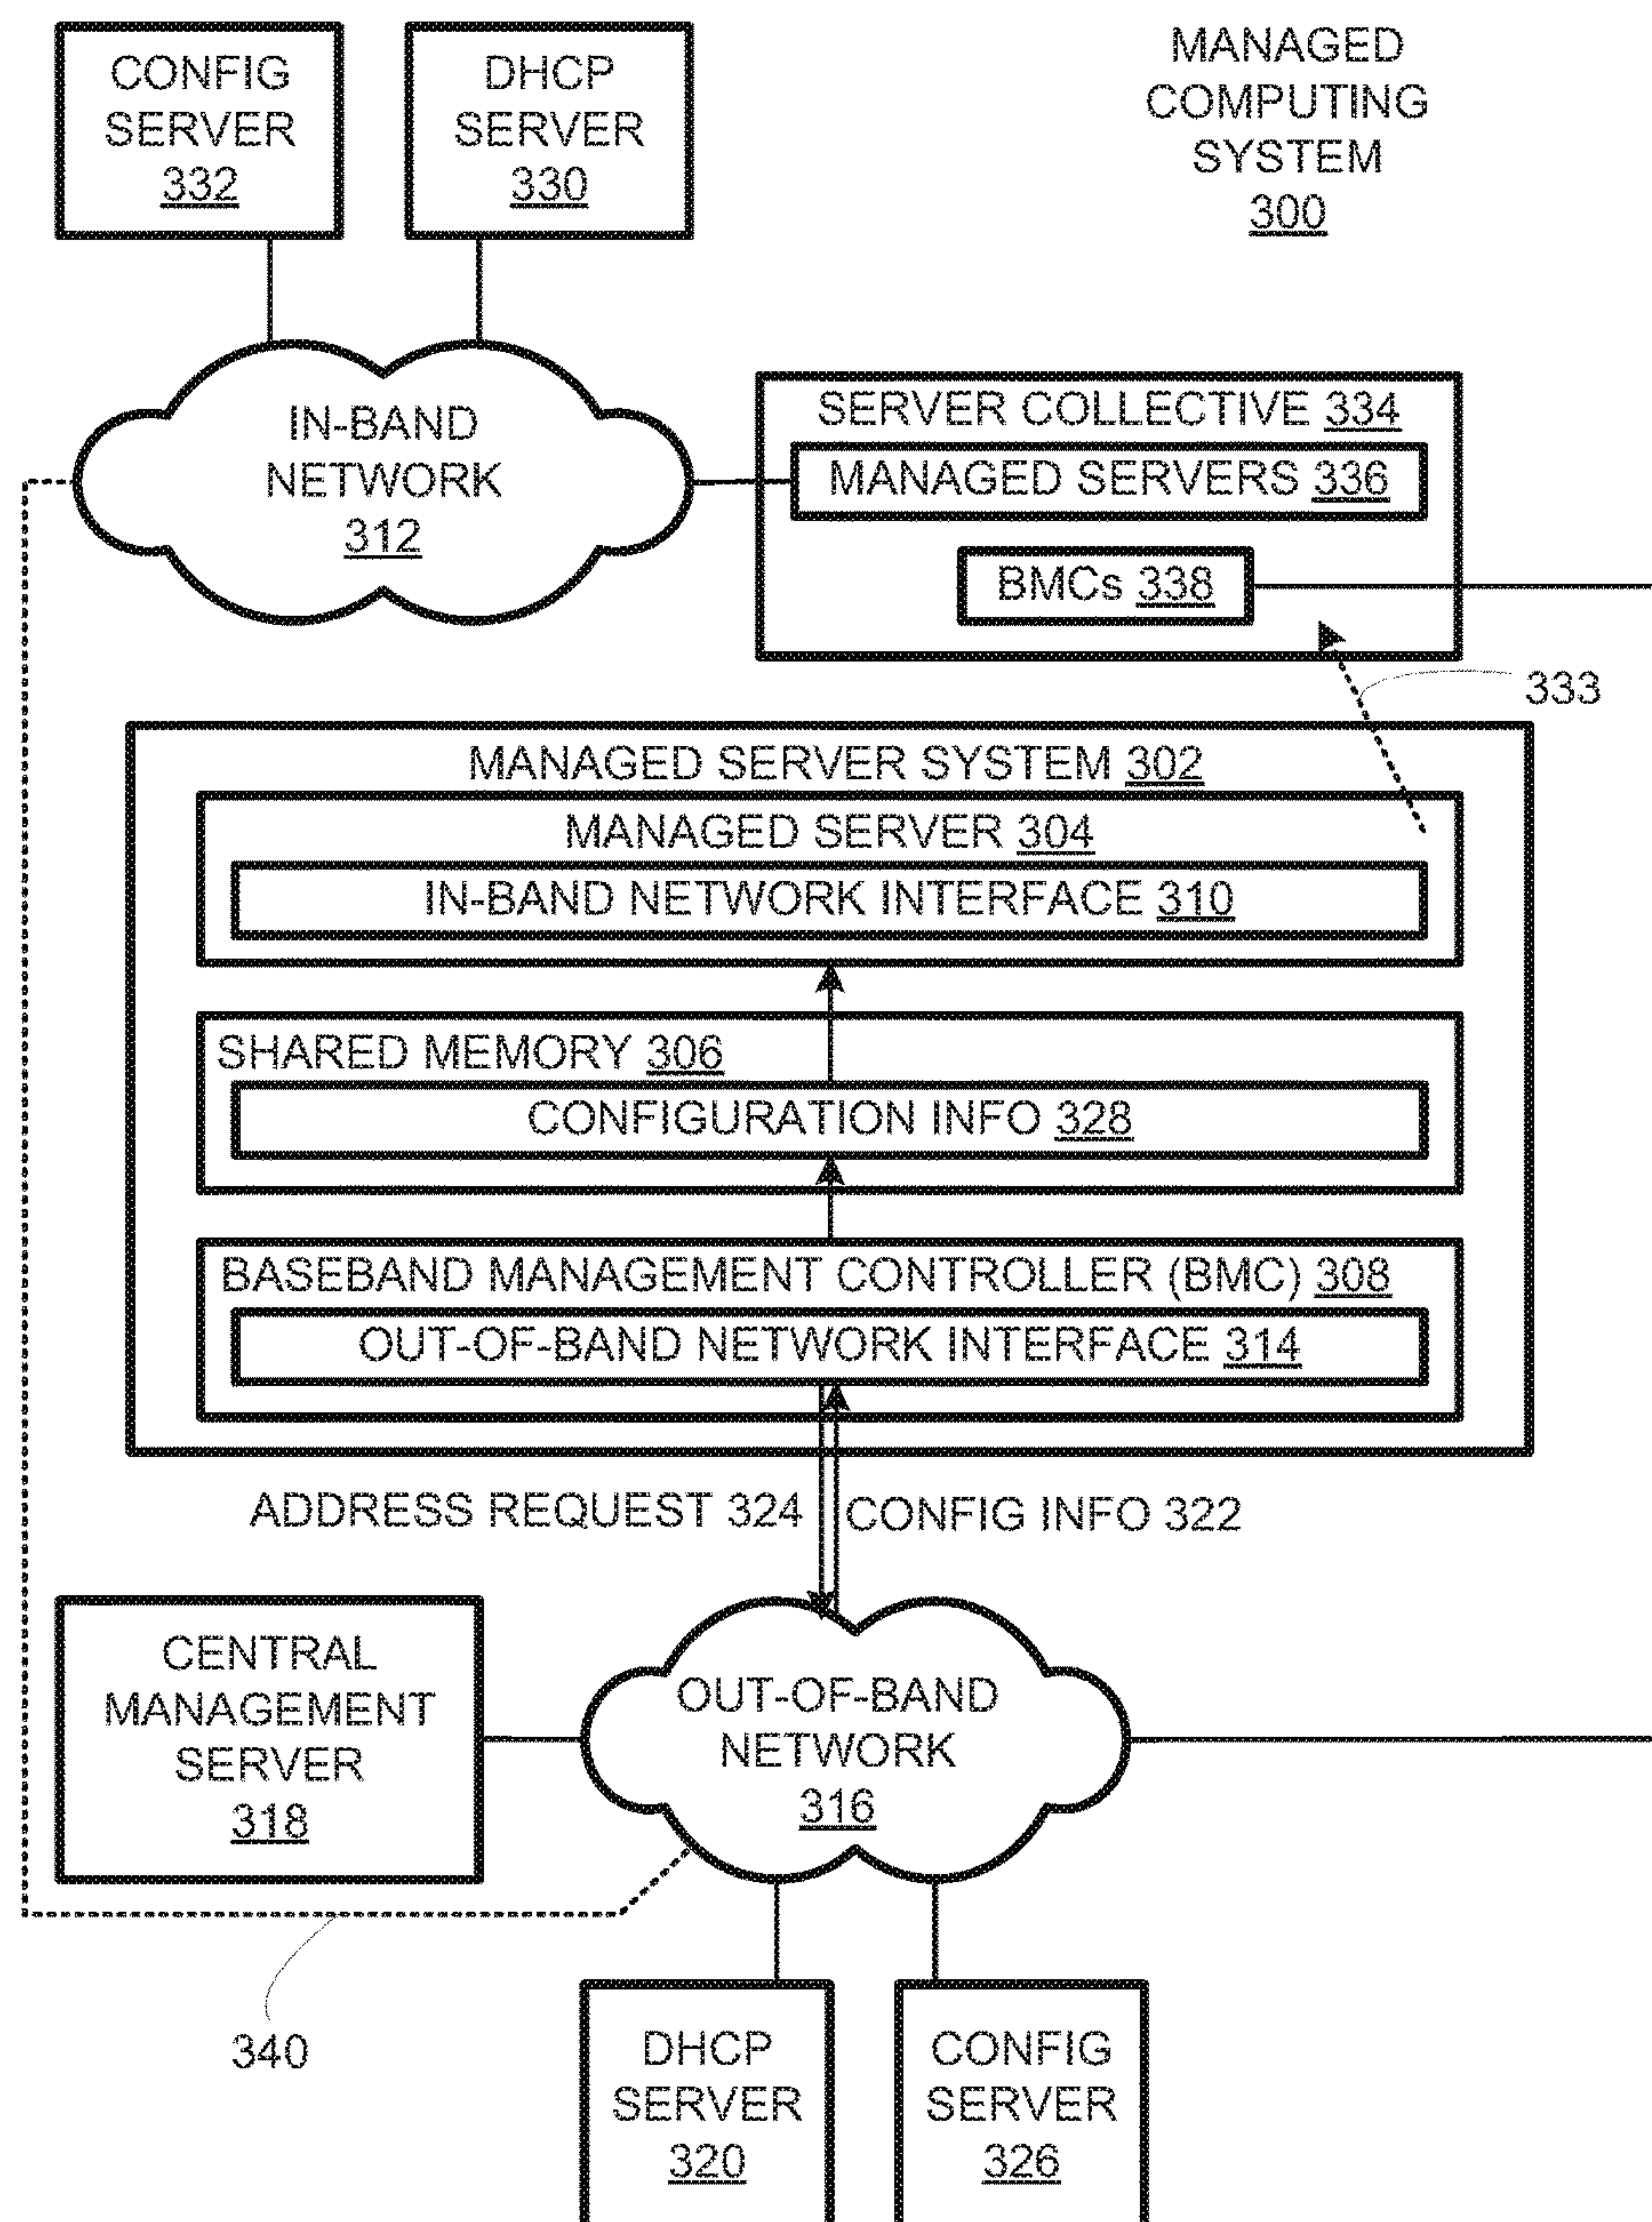 CONFIG
SERVER
332
DHCP
SERVER
330
MANAGED
COMPUTING
SYSTEM
300
IN-BAND
NETWORK
312
SERVER COLLECTIVE 334
MANAGED SERVERS 336
BMCs 338
333
MANAGED SERVER SYSTEM 302
MANAGED SERVER 304
IN-BAND NETWORK INTERFACE 310
SHARED MEMORY 306
CONFIGURATION INFO 328
BASEBAND MANAGEMENT CONTROLLER (BMC) 308
OUT-OF-BAND NETWORK INTERFACE 314
ADDRESS REQUEST 324
CONFIG INFO 322
CENTRAL
MANAGEMENT
SERVER
318
OUT-OF-BAND
NETWORK
316
340
DHCP
SERVER
320
CONFIG
SERVER
326